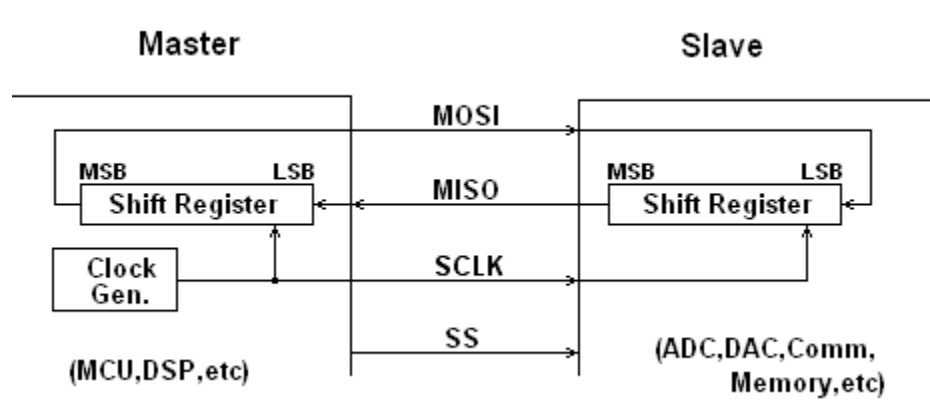 Master
Slave
MOSI
MSB
LSB
MISO
MSB
LSB
Shift Register
Shift Register
Clock
Gen.
SCLK
SS
(MCU,DSP,etc)
(ADC,DAC,Comm,
Memory,etc)